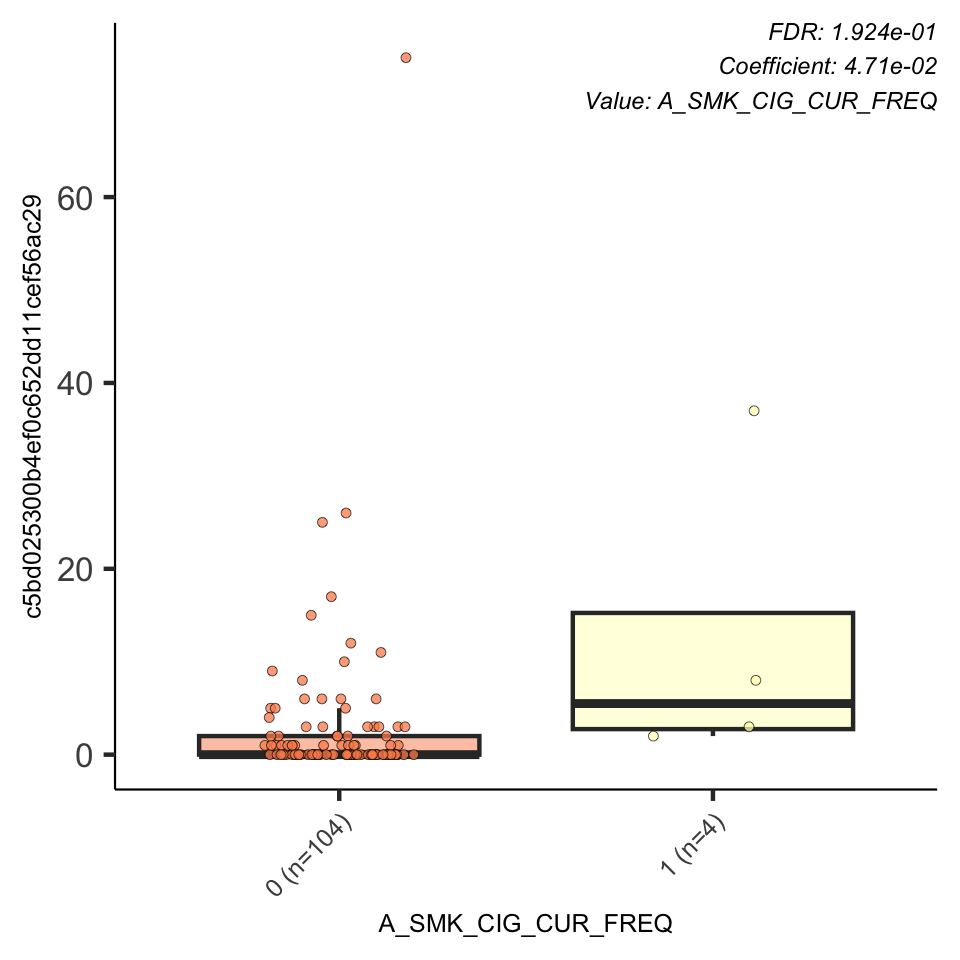 FDR: 1.924e-01
Coefficient: 4.71e-02
Value: A_SMK_CIG_CUR_FREQ
c5bd025300b4ef0c652dd11cef56ac29
60
40
20
0
0 (n=104)
1 (n=4)
A_SMK_CIG_CUR_FREQ